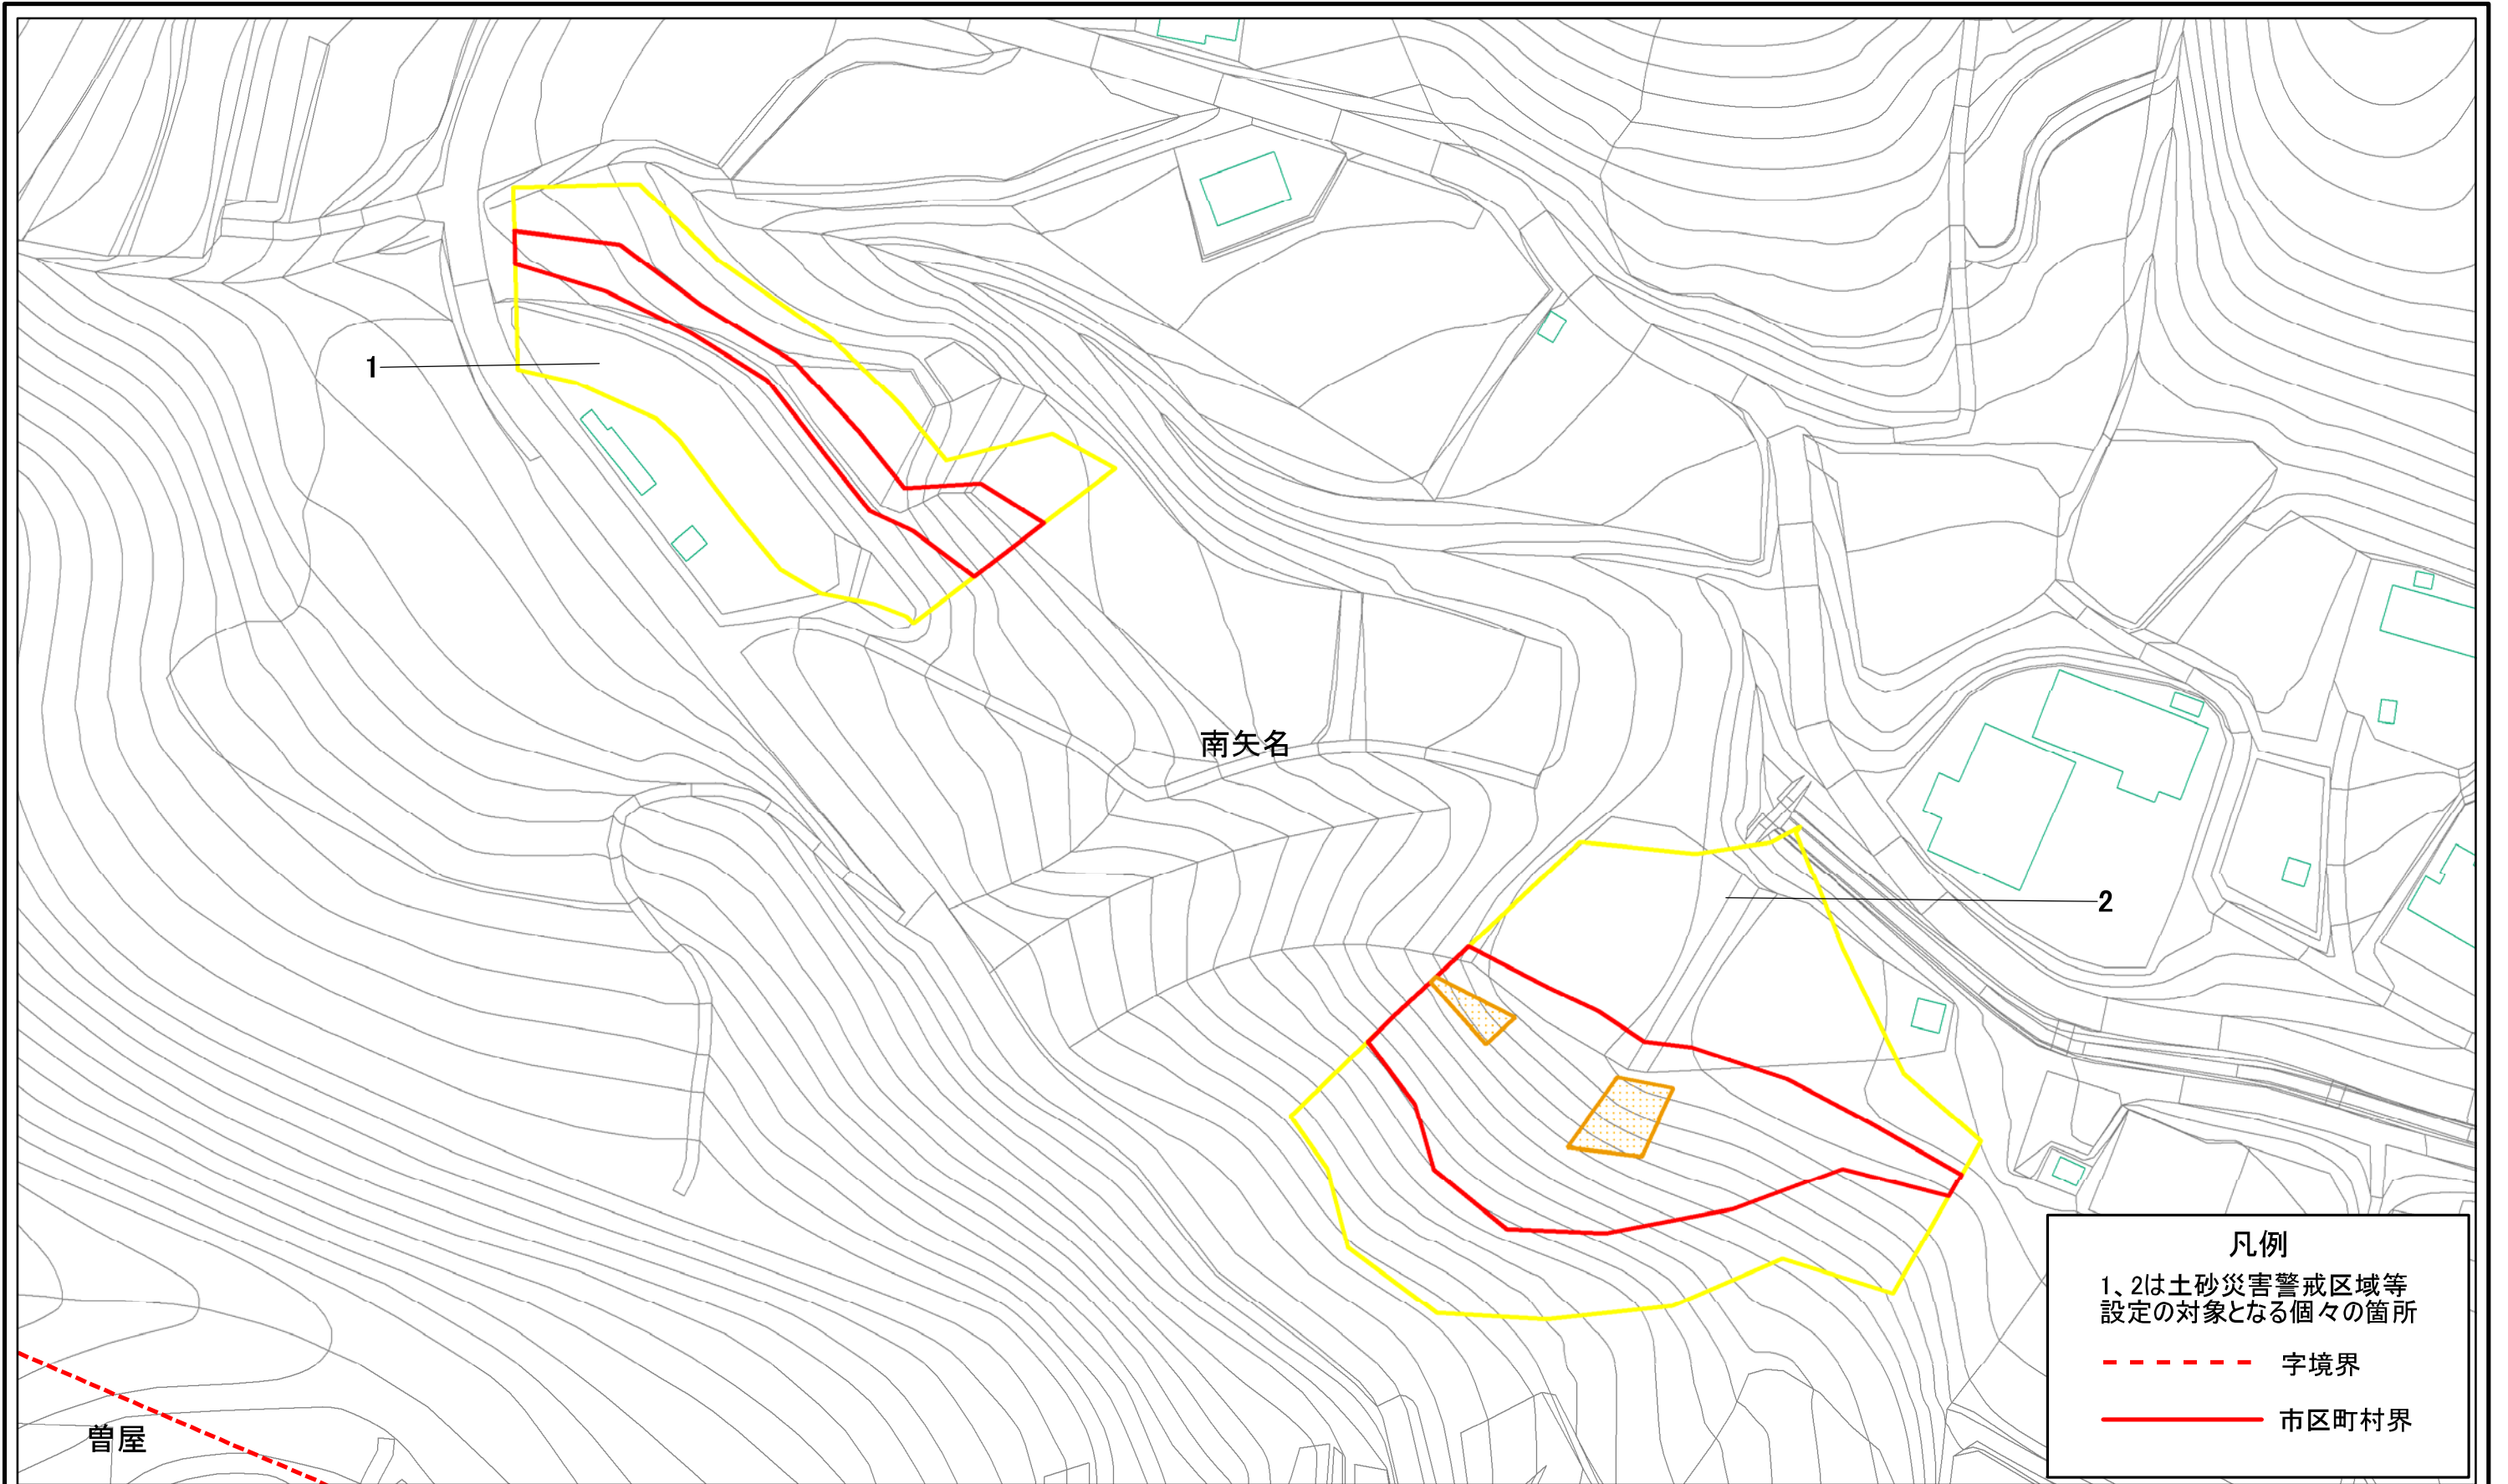 1
南矢名
2
曽屋
凡例
1、2は土砂災害警戒区域等
設定の対象となる個々の箇所
字境界
市区町村界